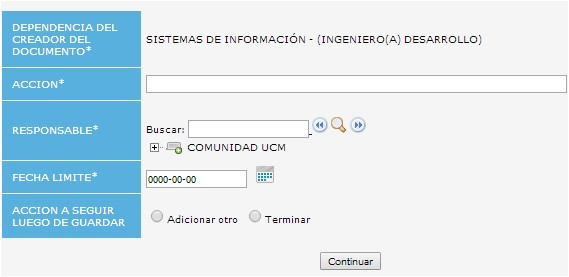 DEPENDENCIA DEL
CREADOR DEL
DOCUMENTO*
SISTEMAS DE INFORMACIÓN - (INGENIERO(A) DESARROLLO)
ACCION*
RESPONSABLE*
Buscar:
COMUNIDAD UCM
FECHA LIMITE*
0000-00-00
ACCION A SEGUIR
LUEGO DE GUARDAR
Adicionar otro Terminar
Continuar